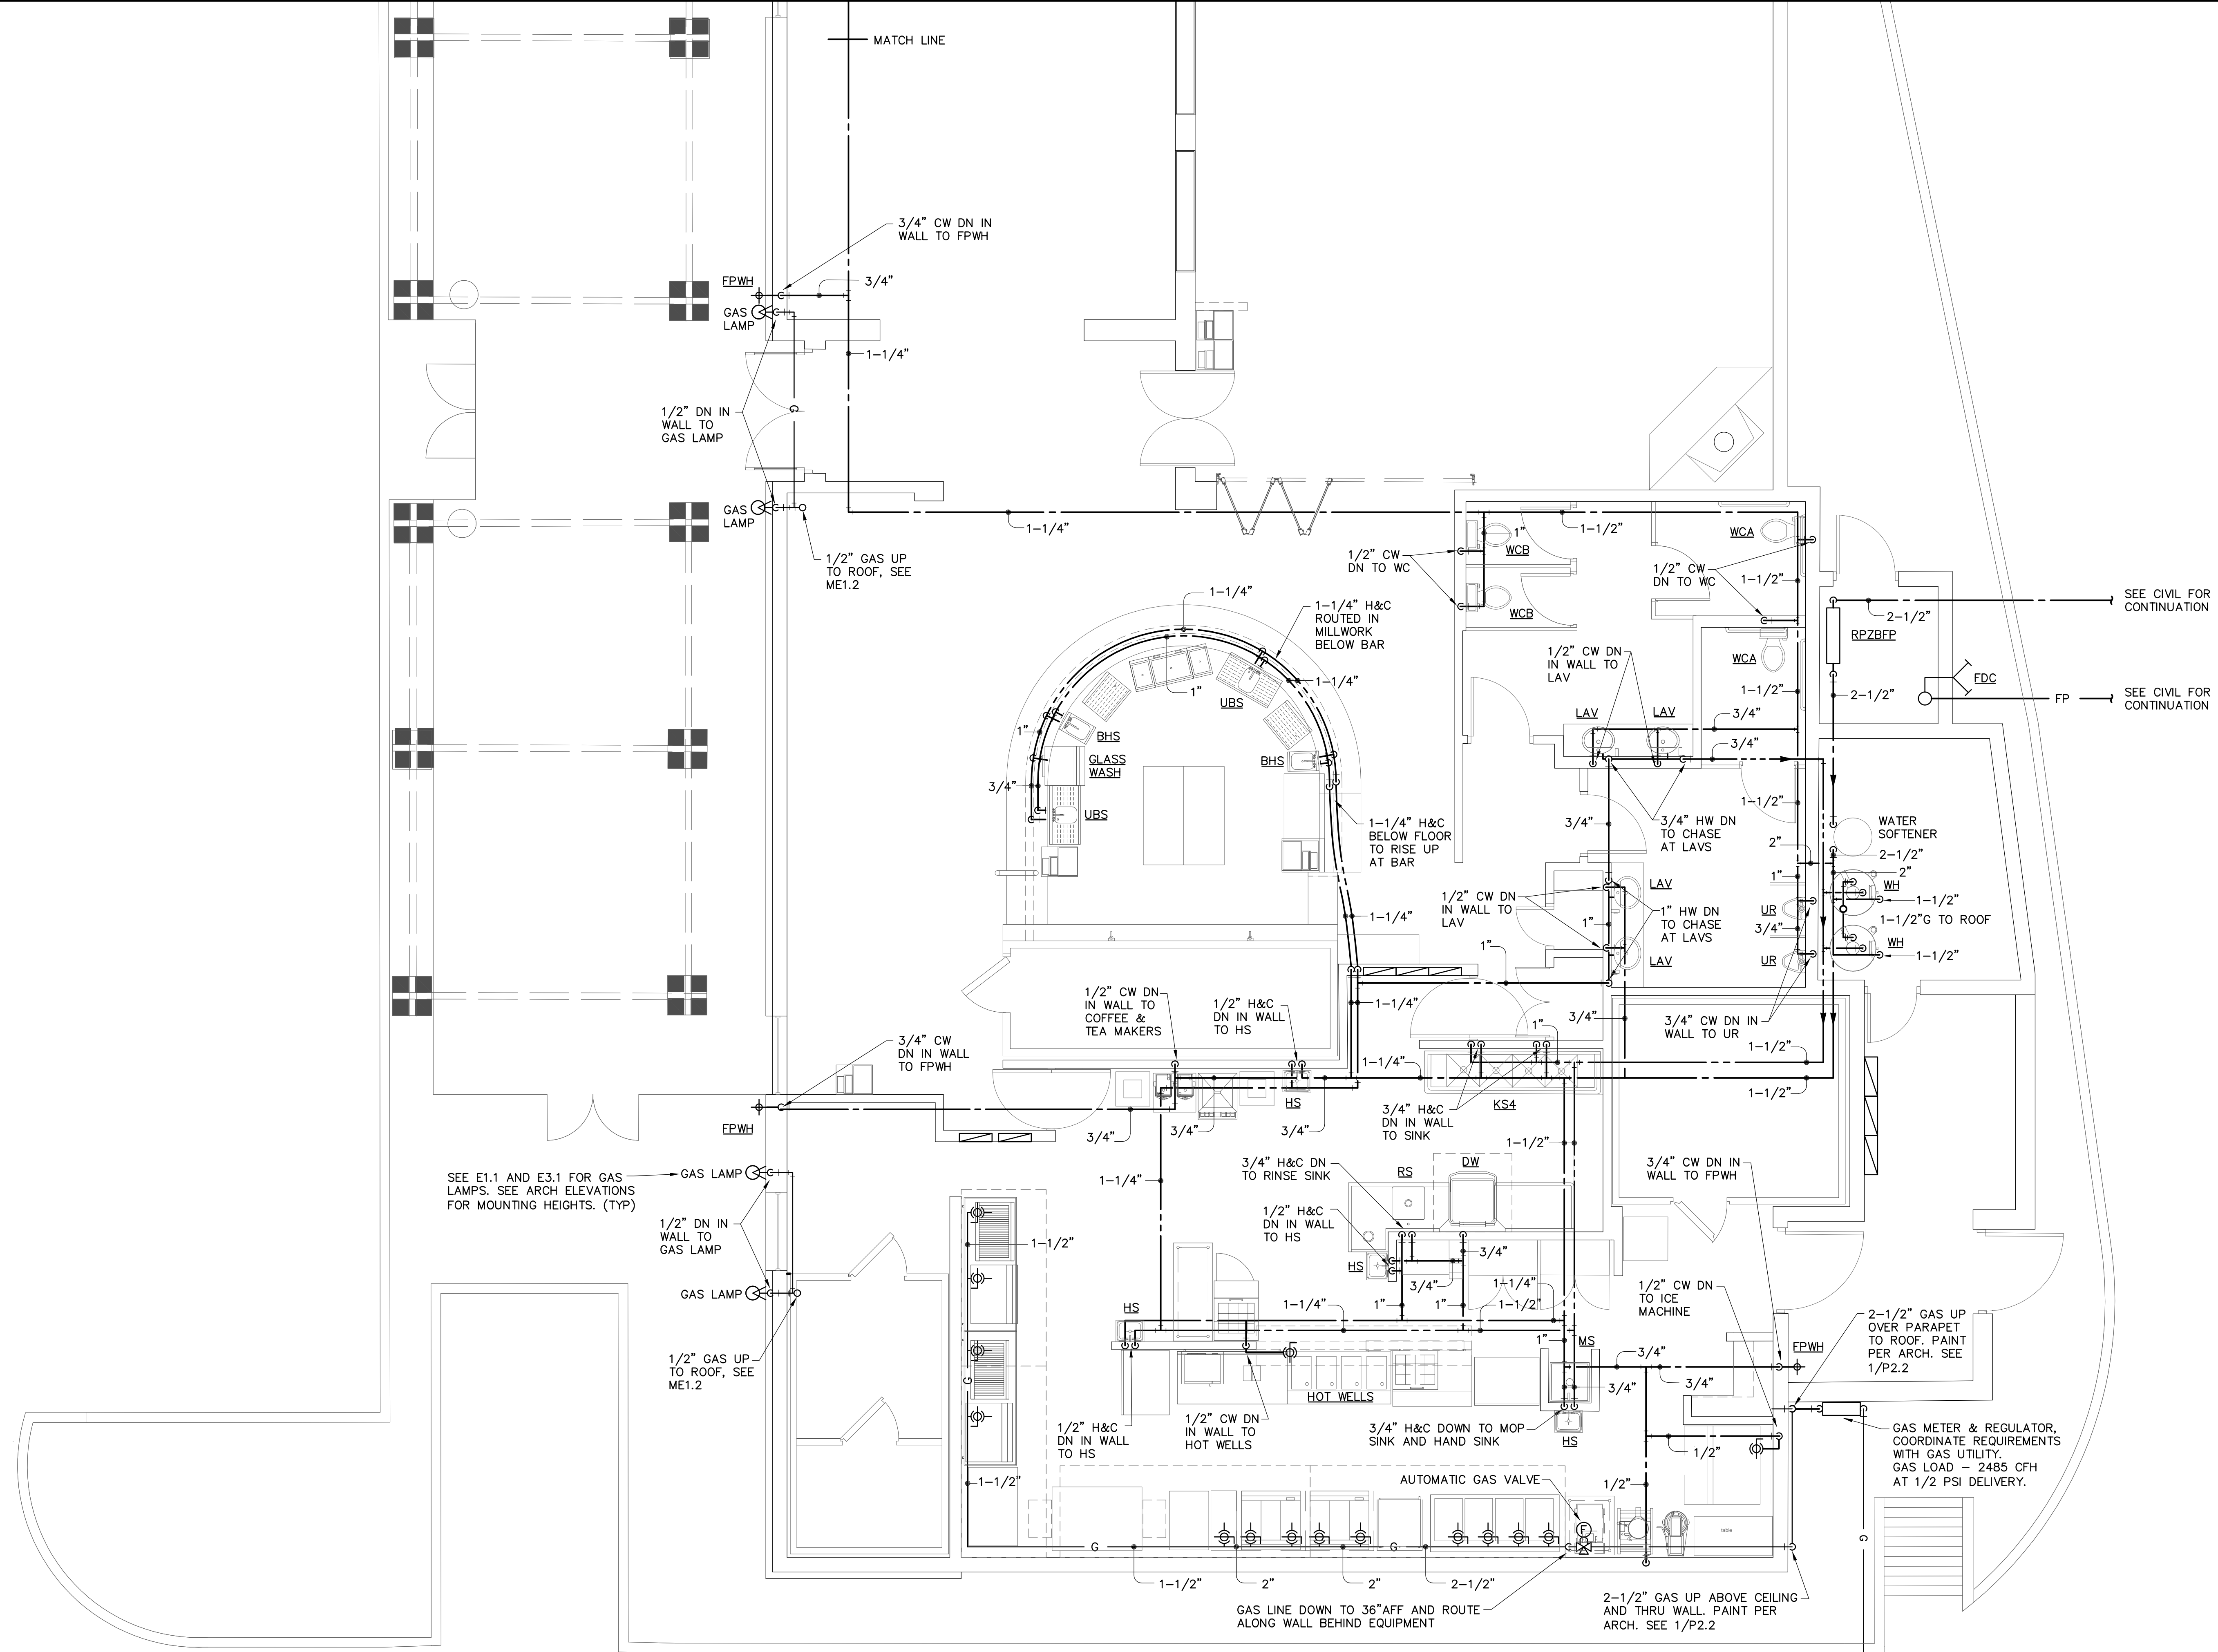 MATCH LINE
3/4" CW DN IN
WALL TO FPWH
FPWH
3/4"
GAS
LAMP
1-1/4"
1/2" DN IN
WALL TO
GAS LAMP
G
GAS
LAMP
1/2" GAS UP
TO ROOF, SEE
ME1.2
1-1/4"
1-1/2"
1"
WCB
1/2" CW
DN TO WC
WCB
WCA
1/2" CW
DN TO WC
1-1/2"
SEE CIVIL FOR
CONTINUATION
2-1/2"
RPZBFP
WCA
FDC
1-1/2"
2-1/2"
FP
SEE CIVIL FOR
CONTINUATION
1-1/4"
1-1/4" H&C
ROUTED IN
MILLWORK
BELOW BAR
1-1/4"
1"
UBS
1"
BHS
GLASS
WASH
BHS
3/4"
UBS
1-1/4" H&C
BELOW FLOOR
TO RISE UP
AT BAR
1-1/4"
1/2" CW DN
IN WALL TO
LAV
LAV
LAV
3/4"
3/4"
1-1/2"
3/4"
3/4" HW DN
TO CHASE
AT LAVS
WATER
SOFTENER
2"
2-1/2"
2"
1"
WH
1-1/2"
1-1/2"G TO ROOF
UR
3/4"
WH
1-1/2"
UR
LAV
1/2" CW DN
IN WALL TO
LAV
1"
1" HW DN
TO CHASE
AT LAVS
LAV
1"
1/2" CW DN
IN WALL TO
COFFEE &
TEA MAKERS
1/2" H&C
DN IN WALL
TO HS
1-1/4"
3/4"
3/4" CW DN IN
WALL TO UR
1"
1-1/2"
1-1/4"
1-1/2"
3/4" CW
DN IN WALL
TO FPWH
FPWH
3/4"
3/4"
HS
3/4"
3/4" H&C
DN IN WALL
TO SINK
KS4
1-1/2"
SEE E1.1 AND E3.1 FOR GAS
LAMPS. SEE ARCH ELEVATIONS
FOR MOUNTING HEIGHTS. (TYP)
GAS LAMP
1/2" DN IN
WALL TO
GAS LAMP
GAS LAMP
1/2" GAS UP
TO ROOF, SEE
ME1.2
1-1/4"
3/4" H&C DN
TO RINSE SINK
RS
DW
3/4" CW DN IN
WALL TO FPWH
1/2" H&C
DN IN WALL
TO HS
1-1/2"
3/4"
HS
3/4"
1-1/4"
1/2" CW DN
TO ICE
MACHINE
HS
1-1/4"
1"
1"
1-1/2"
2-1/2" GAS UP
OVER PARAPET
TO ROOF. PAINT
PER ARCH. SEE
1/P2.2
1"
MS
3/4"
FPWH
G
HOT WELLS
3/4"
3/4"
1/2" H&C
DN IN WALL
TO HS
1/2" CW DN
IN WALL TO
HOT WELLS
3/4" H&C DOWN TO MOP
SINK AND HAND SINK
HS
1/2"
GAS METER & REGULATOR,
COORDINATE REQUIREMENTS
WITH GAS UTILITY.
GAS LOAD – 2485 CFH
AT 1/2 PSI DELIVERY.
1-1/2"
AUTOMATIC GAS VALVE
1/2"
F
table
G
G
G
1-1/2"
2"
2"
2-1/2"
GAS LINE DOWN TO 36"AFF AND ROUTE
ALONG WALL BEHIND EQUIPMENT
2-1/2" GAS UP ABOVE CEILING
AND THRU WALL. PAINT PER
ARCH. SEE 1/P2.2